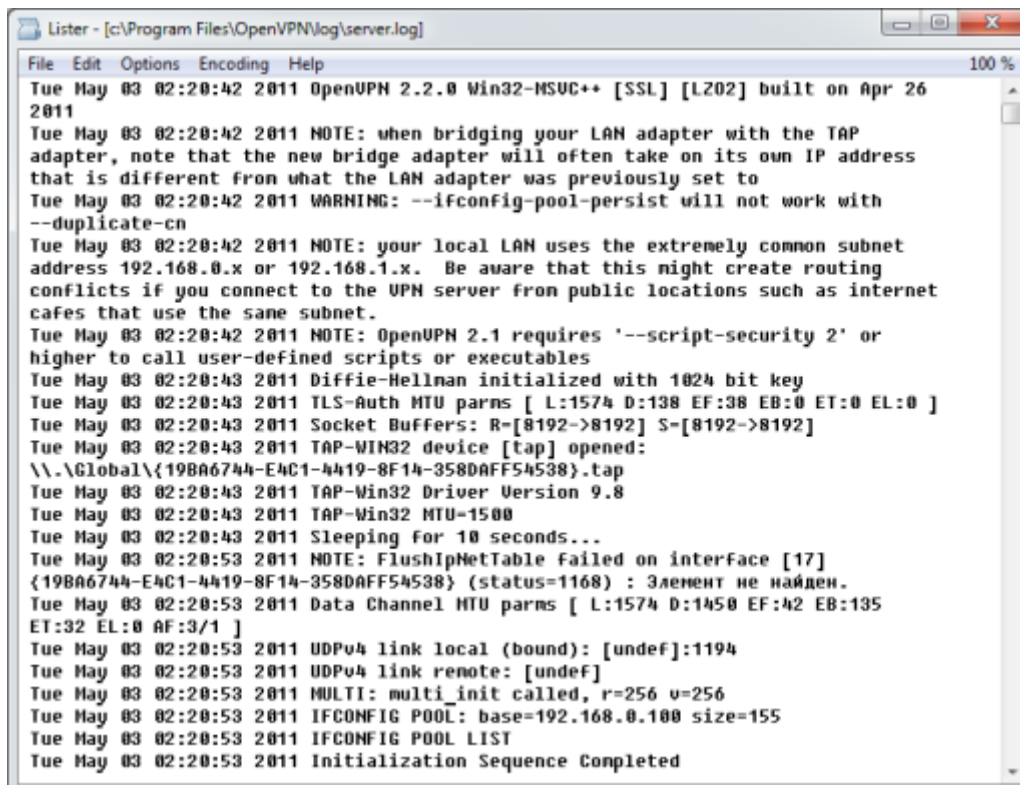 Lister - [c:\Program Files\OpenVPN\log\server.log]
File Edit Options Encoding Help 100 %
Tue May 03 02:20:42 2011 OpenVPN 2.2.0 Win32-MSVC++ [SSL] [LZO2] built on Apr 26
2011
Tue May 03 02:20:42 2011 NOTE: when bridging your LAN adapter with the TAP
adapter, note that the new bridge adapter will often take on its own IP address
that is different from what the LAN adapter was previously set to
Tue May 03 02:20:42 2011 WARNING: --ifconfig-pool-persist will not work with
--duplicate-cn
Tue May 03 02:20:42 2011 NOTE: your local LAN uses the extremely common subnet
address 192.168.0.x or 192.168.1.x.  Be aware that this might create routing
conflicts if you connect to the VPN server from public locations such as internet
cafes that use the same subnet.
Tue May 03 02:20:42 2011 NOTE: OpenVPN 2.1 requires '--script-security 2' or
higher to call user-defined scripts or executables
Tue May 03 02:20:43 2011 Diffie-Hellman initialized with 1024 bit key
Tue May 03 02:20:43 2011 TLS-Auth MTU parms [ L:1574 D:138 EF:38 EB:0 ET:0 EL:0 ]
Tue May 03 02:20:43 2011 Socket Buffers: R=[8192->8192] S=[8192->8192]
Tue May 03 02:20:43 2011 TAP-WIN32 device [tap] opened:
\\.\Global\{19BA6744-E4C1-4419-8F14-358DAFF54538}.tap
Tue May 03 02:20:43 2011 TAP-Win32 Driver Version 9.8
Tue May 03 02:20:43 2011 TAP-Win32 MTU=1500
Tue May 03 02:20:43 2011 Sleeping for 10 seconds...
Tue May 03 02:20:53 2011 NOTE: FlushIpNetTable failed on interface [17]
{19BA6744-E4C1-4419-8F14-358DAFF54538} (status=1168) : Элемент не найден.
Tue May 03 02:20:53 2011 Data Channel MTU parms [ L:1574 D:1450 EF:42 EB:135
ET:32 EL:0 AF:3/1 ]
Tue May 03 02:20:53 2011 UDPv4 link local (bound): [undef]:1194
Tue May 03 02:20:53 2011 UDPv4 link remote: [undef]
Tue May 03 02:20:53 2011 MULTI: multi_init called, r=256 v=256
Tue May 03 02:20:53 2011 IFCONFIG POOL: base=192.168.0.100 size=155
Tue May 03 02:20:53 2011 IFCONFIG POOL LIST
Tue May 03 02:20:53 2011 Initialization Sequence Completed